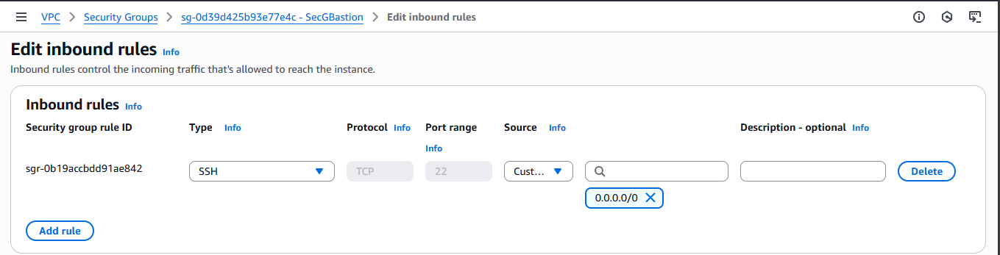 VPC > Security Groups > sg-0d39d425b93e77e4c - SecGBastion > Edit inbound rules
Edit inbound rules Info
Inbound rules control the incoming traffic that's allowed to reach the instance.
Inbound rules Info
Security group rule ID Type Info Protocol Info Port range Source Info Description - optional Info
Info
sgr-0b19accbdd91ae842 SSH TCP 22 Cust... Delete
0.0.0.0/0
Add rule